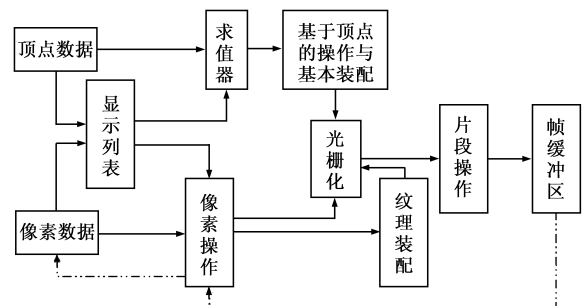 顶点数据
求
值
器
基于顶点
的操作与
基本装配
显
示
列
表
光
栅
化
片
段
操
作
帧
缓
冲
区
像素数据
像
素
操
作
纹
理
装
配